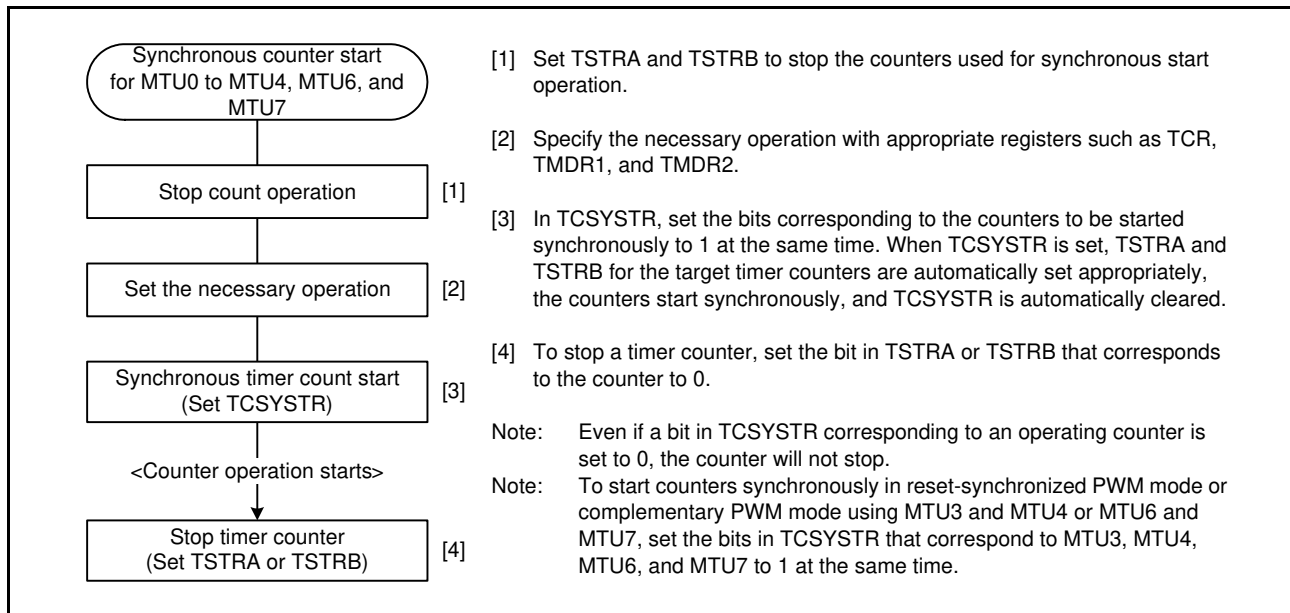 Synchronous counter start
for MTU0 to MTU4, MTU6, and
MTU7
Stop count operation
[1]
Set the necessary operation
[2]
Synchronous timer count start
(Set TCSYSTR)
[3]
<Counter operation starts>
Stop timer counter
(Set TSTRA or TSTRB)
[4]
[1] Set TSTRA and TSTRB to stop the counters used for synchronous start
operation.
[2] Specify the necessary operation with appropriate registers such as TCR,
TMDR1, and TMDR2.
[3] In TCSYSTR, set the bits corresponding to the counters to be started
synchronously to 1 at the same time. When TCSYSTR is set, TSTRA and
TSTRB for the target timer counters are automatically set appropriately,
the counters start synchronously, and TCSYSTR is automatically cleared.
[4] To stop a timer counter, set the bit in TSTRA or TSTRB that corresponds
to the counter to 0.
Note: Even if a bit in TCSYSTR corresponding to an operating counter is
set to 0, the counter will not stop.
Note: To start counters synchronously in reset-synchronized PWM mode or
complementary PWM mode using MTU3 and MTU4 or MTU6 and
MTU7, set the bits in TCSYSTR that correspond to MTU3, MTU4,
MTU6, and MTU7 to 1 at the same time.